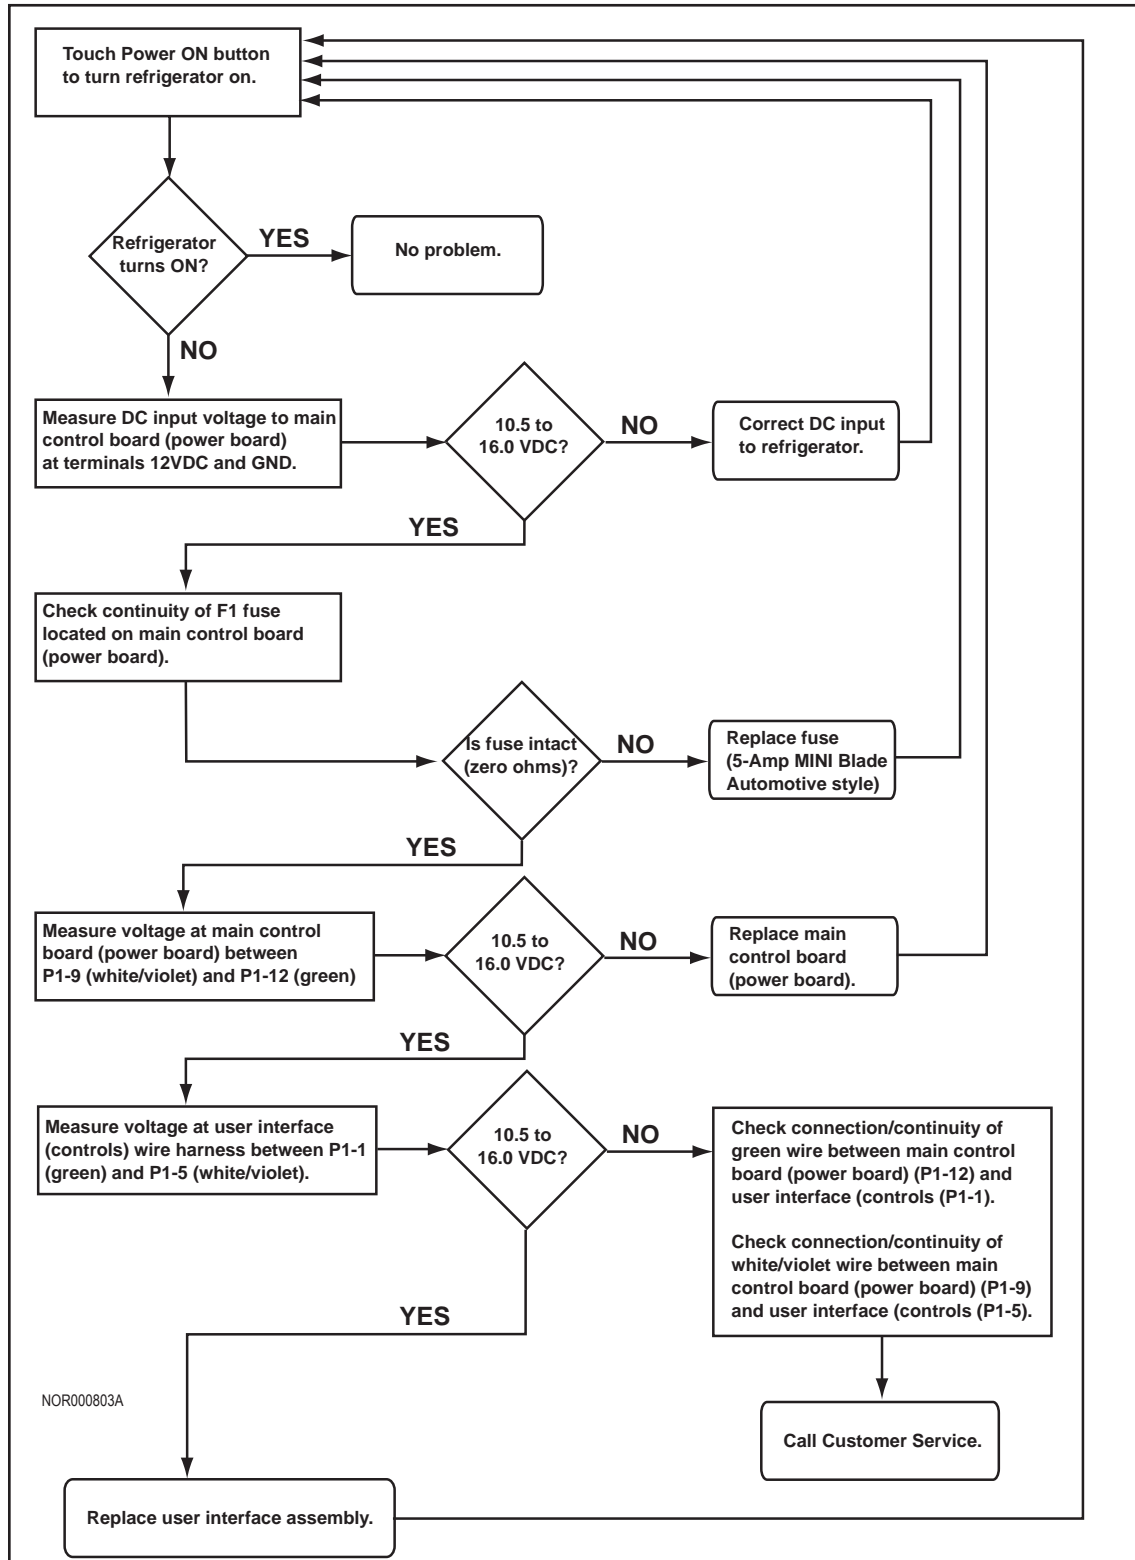 Touch Power ON button
to turn refrigerator on.
Refrigerator
turns ON?
YES
No problem.
NO
Measure DC input voltage to main
control board (power board)
at terminals 12VDC and GND.
10.5 to
16.0 VDC?
NO
Correct DC input
to refrigerator.
YES
Check continuity of F1 fuse
located on main control board
(power board).
Is fuse intact
(zero ohms)?
NO
Replace fuse
(5-Amp MINI Blade
Automotive style)
YES
Measure voltage at main control
board (power board) between
P1-9 (white/violet) and P1-12 (green)
10.5 to
16.0 VDC?
NO
Replace main
control board
(power board).
YES
Measure voltage at user interface
(controls) wire harness between P1-1
(green) and P1-5 (white/violet).
10.5 to
16.0 VDC?
NO
Check connection/continuity of
green wire between main control
board (power board) (P1-12) and
user interface (controls (P1-1).
Check connection/continuity of
white/violet wire between main
control board (power board) (P1-9)
and user interface (controls (P1-5).
YES
NOR000803A
Call Customer Service.
Replace user interface assembly.